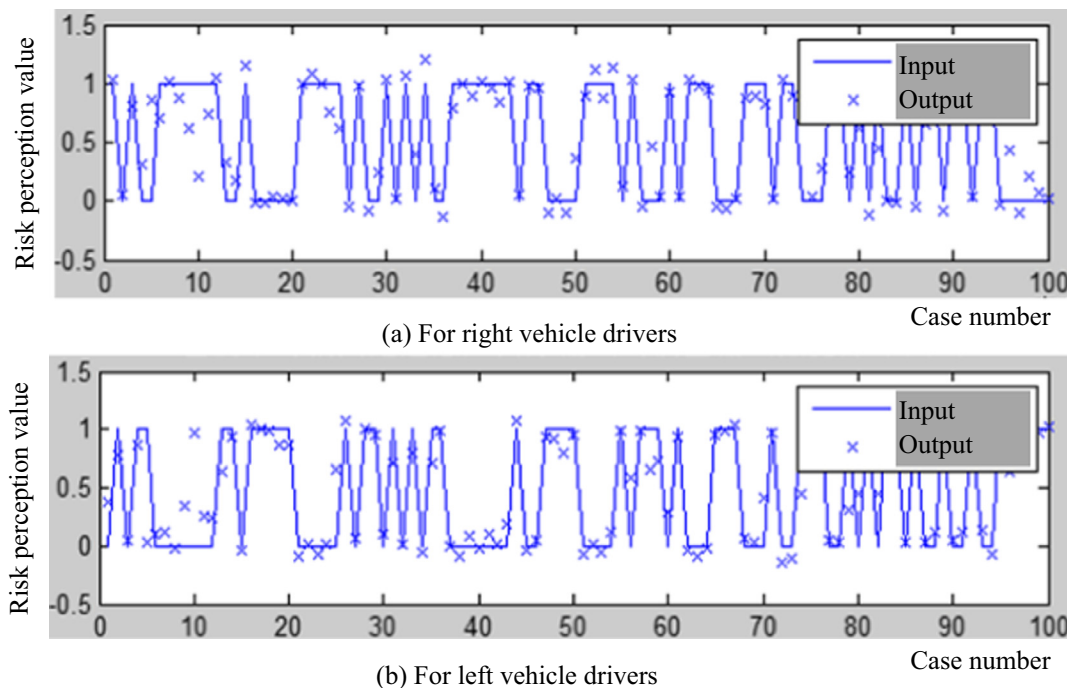 1.5
1
0.5
0
-0.5
Risk perception value
Input
Output
0 10 20 30 40 50 60 70 80 90 100
Case number
(a) For right vehicle drivers
1.5
1
0.5
0
-0.5
Risk perception value
Input
Output
0 10 20 30 40 50 60 70 80 90 100
Case number
(b) For left vehicle drivers